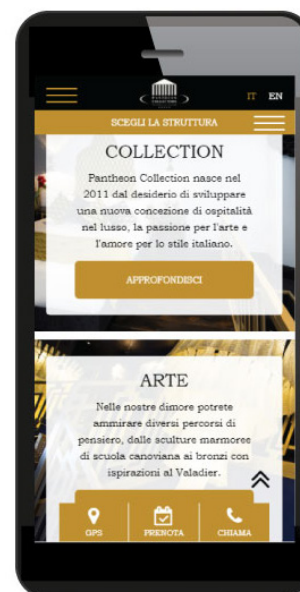 IT EN
SCEGLI LA STRUTTURA
COLLECTION
Pantheon Collection nasce nel
2011 dal desiderio di sviluppare
una nuova concezione di ospitalità
nel lusso, la passione per l'arte e
l'amore per lo stile italiano.
APPROFONDISCI
ARTE
Nelle nostre dimore potrete
ammirare diversi percorsi di
pensiero, dalle sculture marmoree
di scuola canoviana ai bronzi con
ispirazioni al Valadier.
GPS PRENOTA CHIAMA